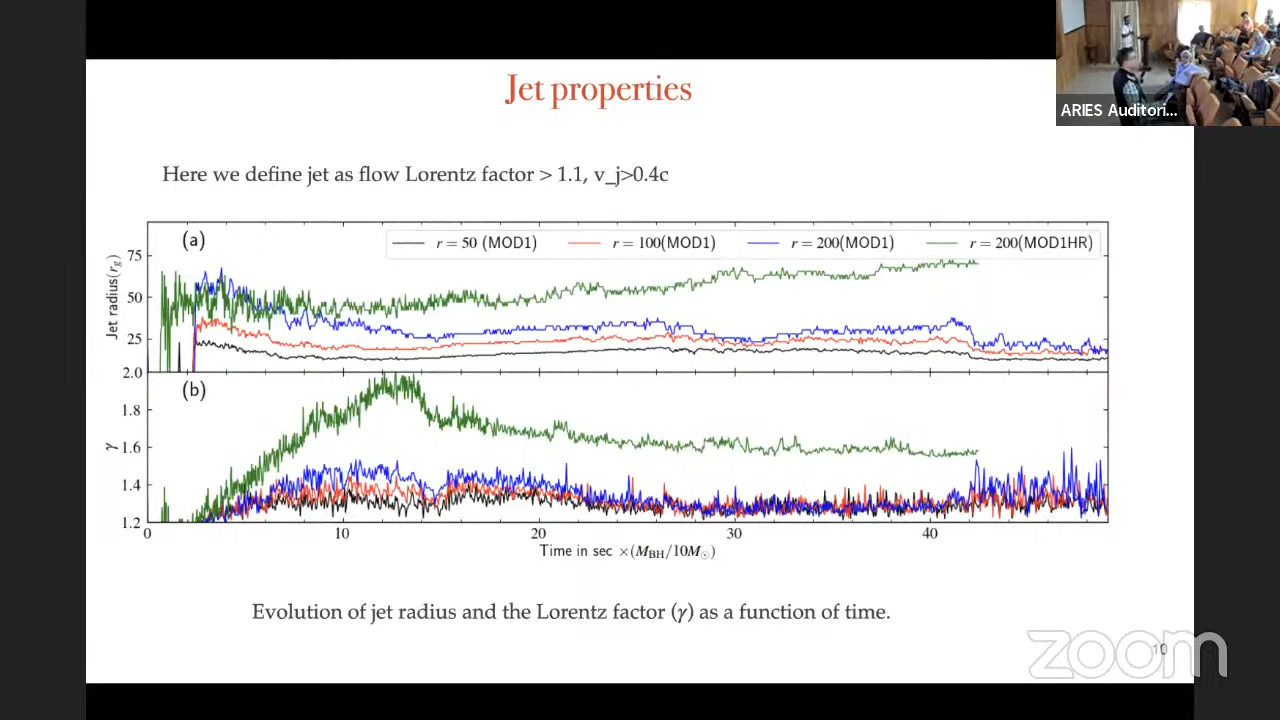 Jet properties
ARIES Auditori...
Here we define jet as flow Lorentz factor > 1.1, v_j>0.4c
(a)
r = 50 (MOD1)
r = 100(MOD1)
r = 200(MOD1)
r = 200(MOD1HR)
Jet radius(r_g)
75
50
25
(b)
γ
2.0
1.8
1.6
1.4
1.2
0 10 20 30 40
Time in sec ×(M_BH/10M_⊙)
Evolution of jet radius and the Lorentz factor (γ) as a function of time.
10
zoom